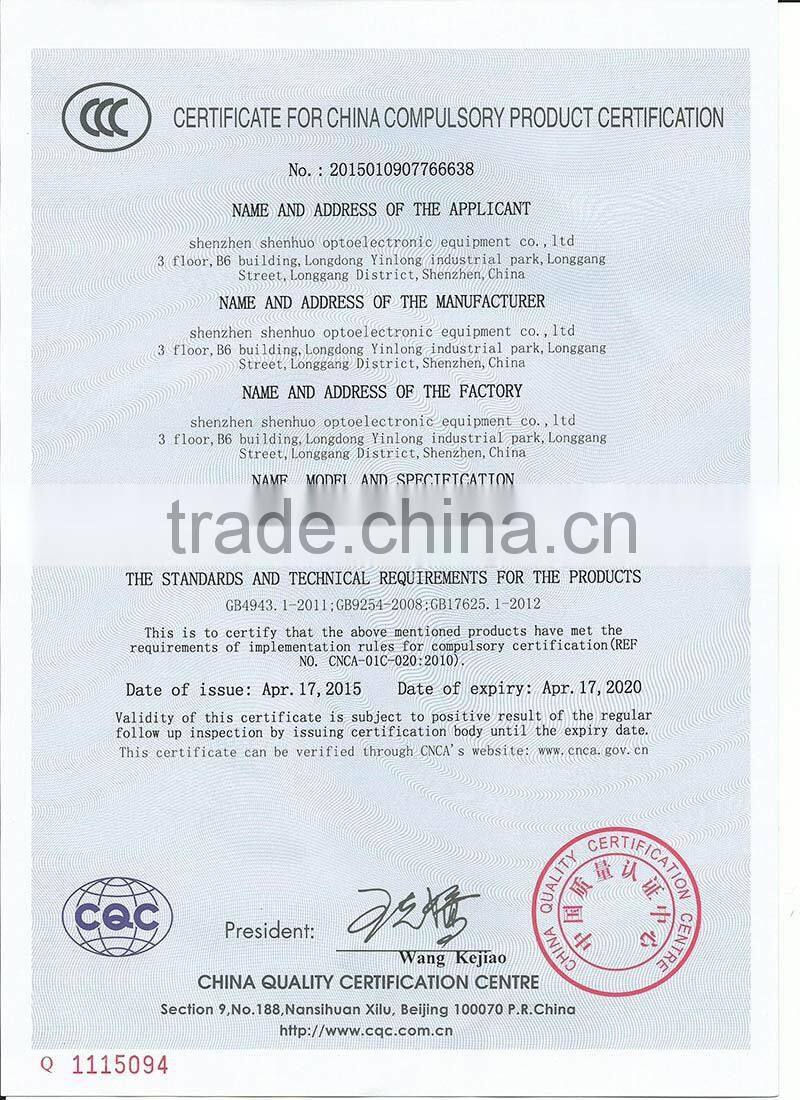 CCC
CERTIFICATE FOR CHINA COMPULSORY PRODUCT CERTIFICATION
No. : 2015010907766638
NAME AND ADDRESS OF THE APPLICANT
shenzhen shenhuo optoelectronic equipment co., ltd
3 floor, B6 building, Longdong Yinlong industrial park, Longgang
Street, Longgang District, Shenzhen, China
NAME AND ADDRESS OF THE MANUFACTURER
shenzhen shenhuo optoelectronic equipment co., ltd
3 floor, B6 building, Longdong Yinlong industrial park, Longgang
Street, Longgang District, Shenzhen, China
NAME AND ADDRESS OF THE FACTORY
shenzhen shenhuo optoelectronic equipment co., ltd
3 floor, B6 building, Longdong Yinlong industrial park, Longgang
Street, Longgang District, Shenzhen, China
NAME, MODEL AND SPECIFICATION
trade.china.cn
THE STANDARDS AND TECHNICAL REQUIREMENTS FOR THE PRODUCTS
GB4943.1-2011;GB9254-2008;GB17625.1-2012
This is to certify that the above mentioned products have met the
requirements of implementation rules for compulsory certification(REF
NO. CNCA-01C-020:2010).
Date of issue: Apr. 17, 2015 Date of expiry: Apr. 17, 2020
Validity of this certificate is subject to positive result of the regular
follow up inspection by issuing certification body until the expiry date.
This certificate can be verified through CNCA's website: www.cnca.gov.cn
CQC
President:
Wang Kejiao
CHINA QUALITY CERTIFICATION CENTRE
中国质量认证中心
CHINA QUALITY CERTIFICATION CENTRE
Section 9, No.188, Nansihuan Xilu, Beijing 100070 P.R.China
http://www.cqc.com.cn
Q 1115094